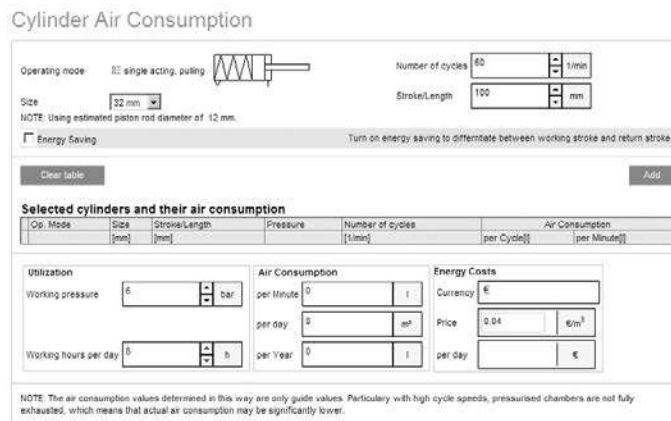 Cylinder Air Consumption
Operating mode single acting, pulling
Number of cycles 60 1/min
Stroke/Length 100 mm
Size 32 mm
NOTE: Using estimated piston rod diameter of 12 mm.
Energy Saving Turn on energy saving to differntiate between working stroke and return stroke
Clear table Add
Selected cylinders and their air consumption
Op. Mode Size Stroke/Length Pressure Number of cycles Air Consumption
[mm] [mm] [1/min] per Cycle[l] per Minute[l]
Utilization Air Consumption Energy Costs
Working pressure 6 bar per Minute 0 l Currency €
per day 0 m³ Price 0.04 €/m³
Working hours per day 8 h per Year 0 l per day €
NOTE: The air consumption values determined in this way are only guide values. Particulary with high cycle speeds, pressurised chambers are not fully
exhausted, which means that actual air consumption may be significantly lower.